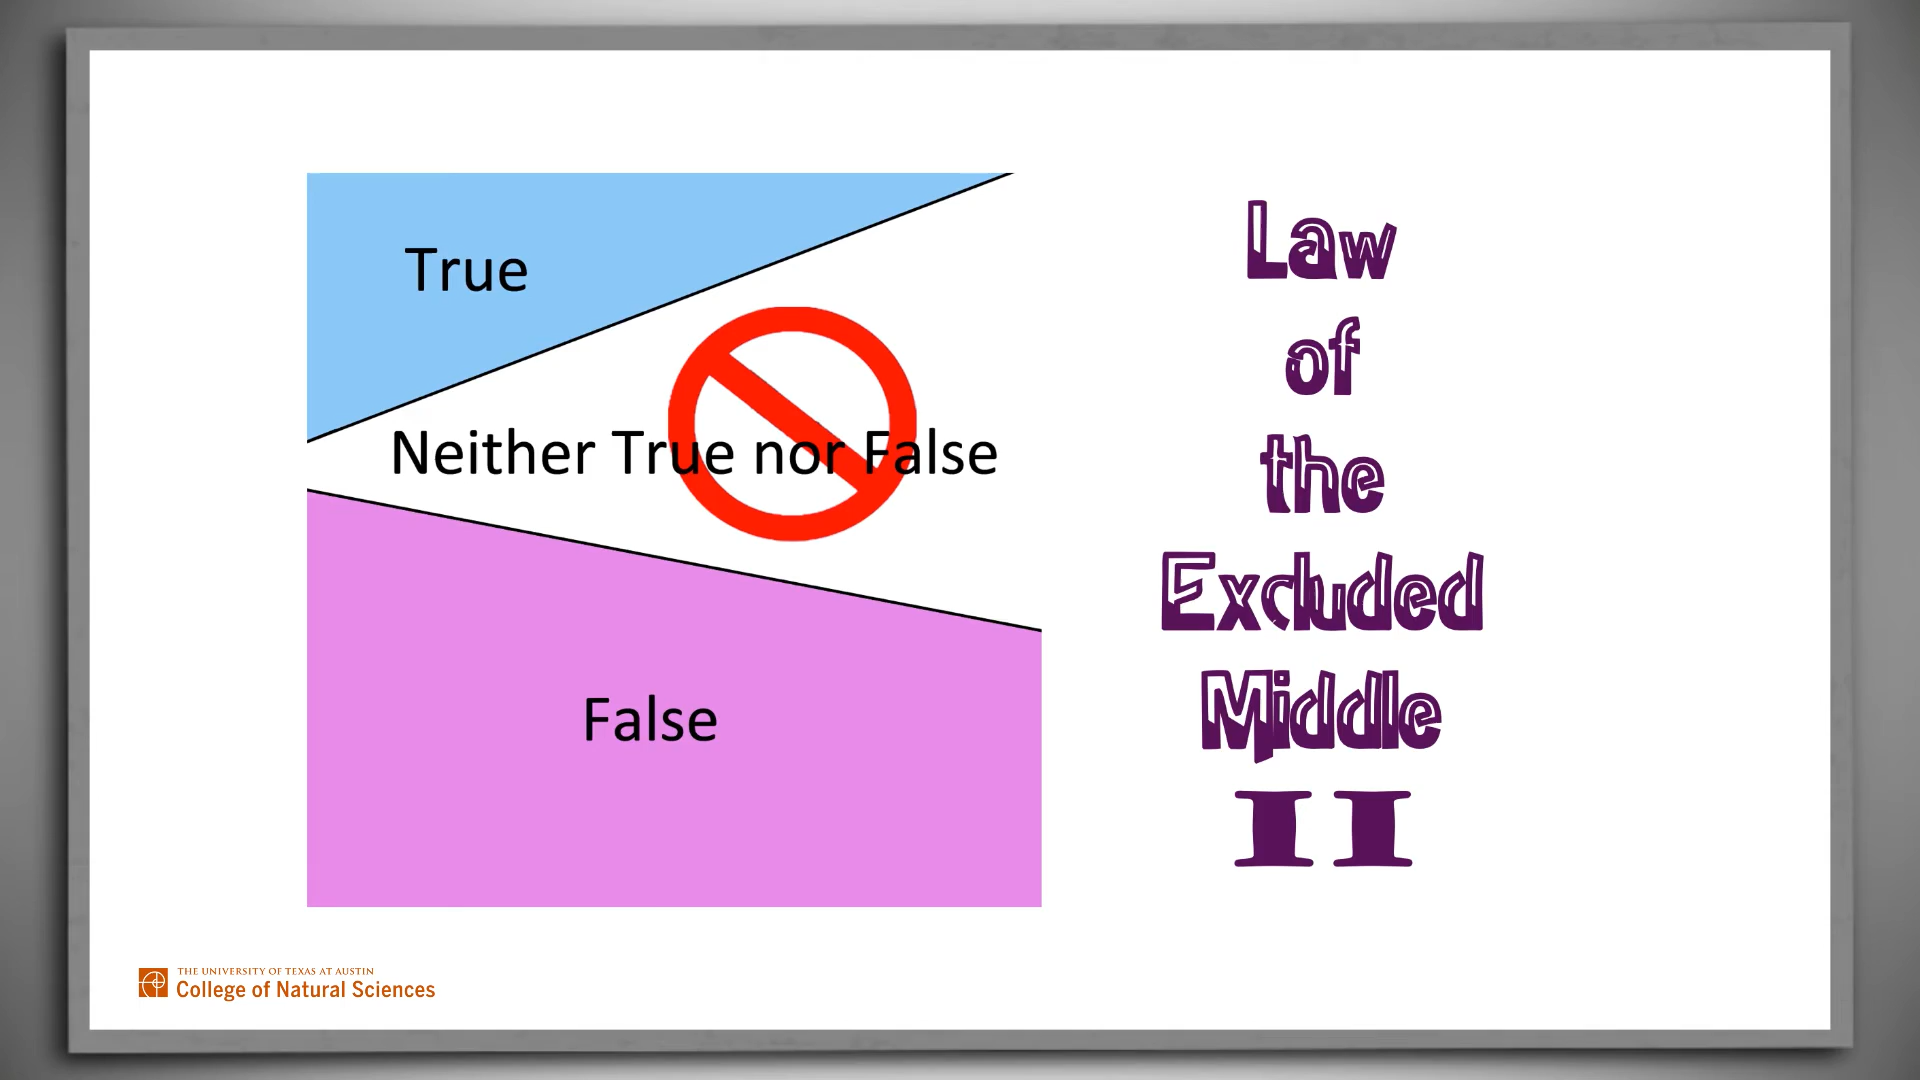 True
Neither True nor False
False
Law
of
the
Excluded
Middle
II
THE UNIVERSITY OF TEXAS AT AUSTIN
College of Natural Sciences